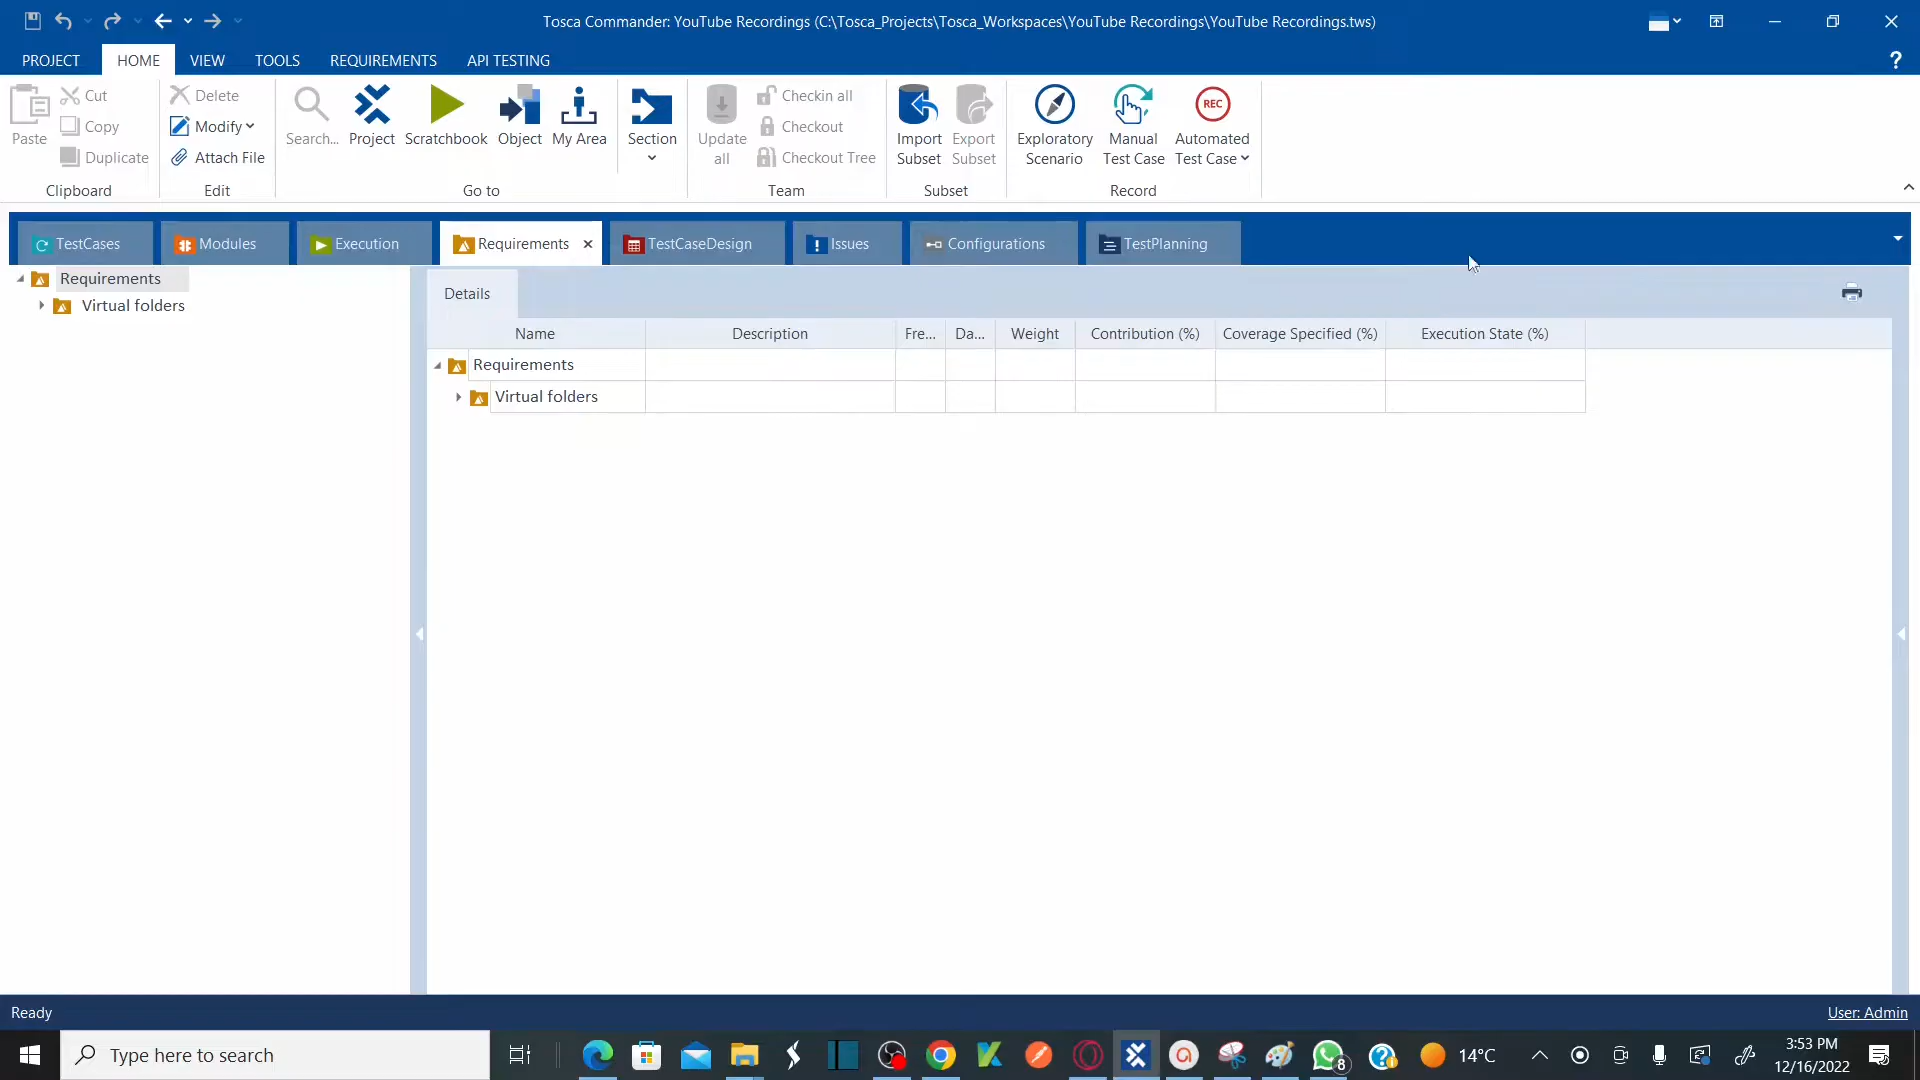 Tosca Commander: YouTube Recordings (C:\Tosca_Projects\Tosca_Workspaces\YouTube Recordings\YouTube Recordings.tws)
PROJECT HOME VIEW TOOLS REQUIREMENTS API TESTING ?
Paste
Cut
Copy
Duplicate
Clipboard
Delete
Modify
Attach File
Edit
Search...
Project
Scratchbook
Object
My Area
Section
Go to
Update all
Checkin all
Checkout
Checkout Tree
Team
Import Subset
Export Subset
Subset
Exploratory Scenario
Manual Test Case
REC
Automated Test Case
Record
TestCases Modules Execution Requirements TestCaseDesign Issues Configurations TestPlanning
Requirements
Virtual folders
Details
Name Description Fre... Da... Weight Contribution (%) Coverage Specified (%) Execution State (%)
Requirements
Virtual folders
Ready User: Admin
Type here to search
8
14°C
3:53 PM
12/16/2022